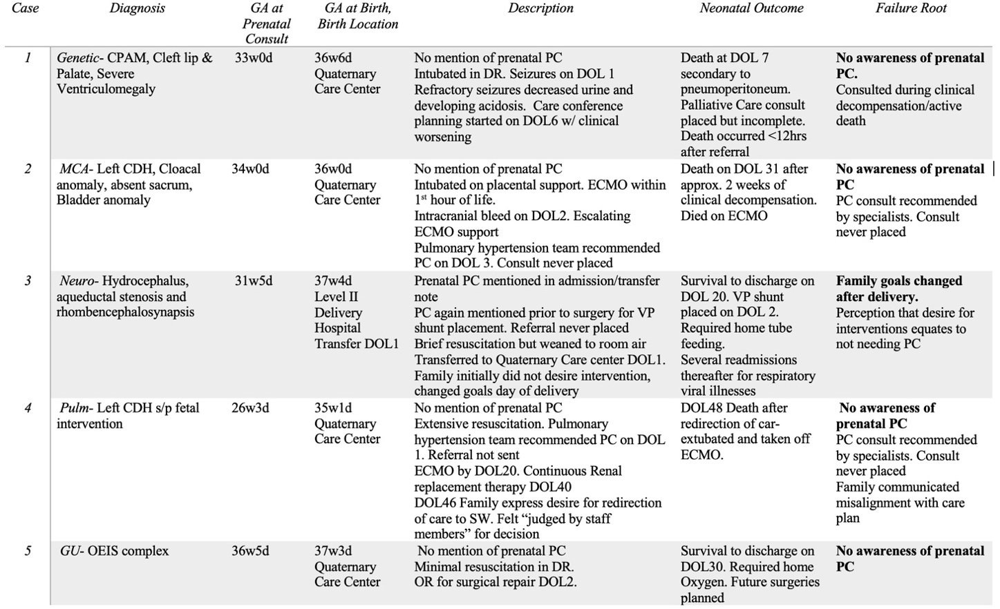 Case Diagnosis GA at Prenatal Consult GA at Birth, Birth Location Description Neonatal Outcome Failure Root
1
Genetic- CPAM, Cleft lip &
Palate, Severe
Ventriculomegaly
33w0d
36w6d
Quaternary
Care Center
No mention of prenatal PC
Intubated in DR. Seizures on DOL 1
Refractory seizures decreased urine and
developing acidosis. Care conference
planning started on DOL6 w/ clinical
worsening
Death at DOL 7
secondary to
pneumoperitoneum.
Palliative Care consult
placed but incomplete.
Death occurred <12hrs
after referral
No awareness of prenatal
PC.
Consulted during clinical
decompensation/active
death
2
MCA- Left CDH, Cloacal
anomaly, absent sacrum,
Bladder anomaly
34w0d
36w0d
Quaternary
Care Center
No mention of prenatal PC
Intubated on placental support. ECMO within
1st hour of life.
Intracranial bleed on DOL2. Escalating
ECMO support
Pulmonary hypertension team recommended
PC on DOL 3. Consult never placed
Death on DOL 31 after
approx. 2 weeks of
clinical decompensation.
Died on ECMO
No awareness of prenatal
PC
PC consult recommended
by specialists. Consult
never placed
3
Neuro- Hydrocephalus,
aqueductal stenosis and
rhombencephalosynapsis
31w5d
37w4d
Level II
Delivery
Hospital
Transfer DOL1
Prenatal PC mentioned in admission/transfer
note
PC again mentioned prior to surgery for VP
shunt placement. Referral never placed
Brief resuscitation but weaned to room air
Transferred to Quaternary Care center DOL1.
Family initially did not desire intervention,
changed goals day of delivery
Survival to discharge on
DOL 20. VP shunt
placed on DOL 2.
Required home tube
feeding.
Several readmissions
thereafter for respiratory
viral illnesses
Family goals changed
after delivery.
Perception that desire for
interventions equates to
not needing PC
4
Pulm- Left CDH s/p fetal
intervention
26w3d
35w1d
Quaternary
Care Center
No mention of prenatal PC
Extensive resuscitation. Pulmonary
hypertension team recommended PC on DOL
1. Referral not sent
ECMO by DOL20. Continuous Renal
replacement therapy DOL40
DOL46 Family express desire for redirection
of care to SW. Felt “judged by staff
members” for decision
DOL48 Death after
redirection of car-
extubated and taken off
ECMO.
No awareness of
prenatal PC
PC consult recommended
by specialists. Consult
never placed
Family communicated
misalignment with care
plan
5
GU- OEIS complex
36w5d
37w3d
Quaternary
Care Center
No mention of prenatal PC
Minimal resuscitation in DR.
OR for surgical repair DOL2.
Survival to discharge on
DOL30. Required home
Oxygen. Future surgeries
planned
No awareness of prenatal
PC